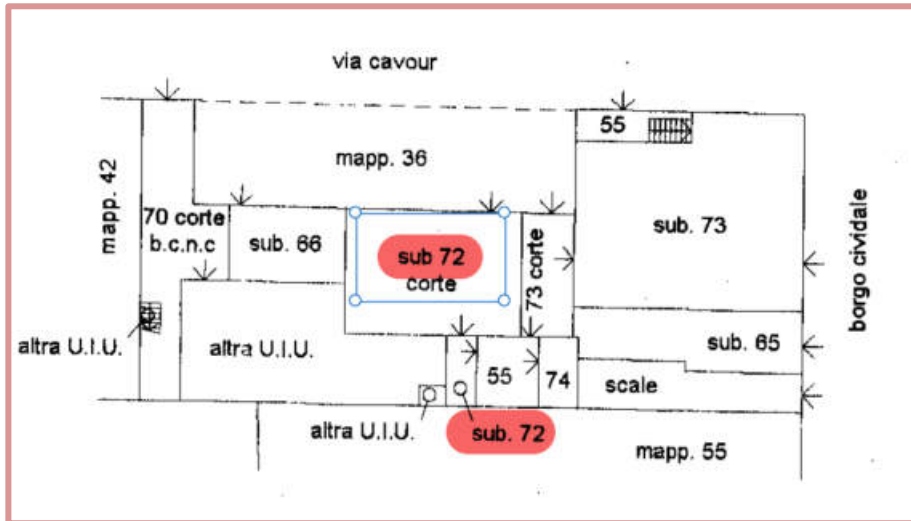 via cavour
55
mapp. 42
mapp. 36
70 corte
b.c.n.c
sub. 66
sub 72
corte
73 corte
sub. 73
borgo cividale
altra U.I.U.
altra U.I.U.
55
74
sub. 65
scale
altra U.I.U.
sub. 72
mapp. 55